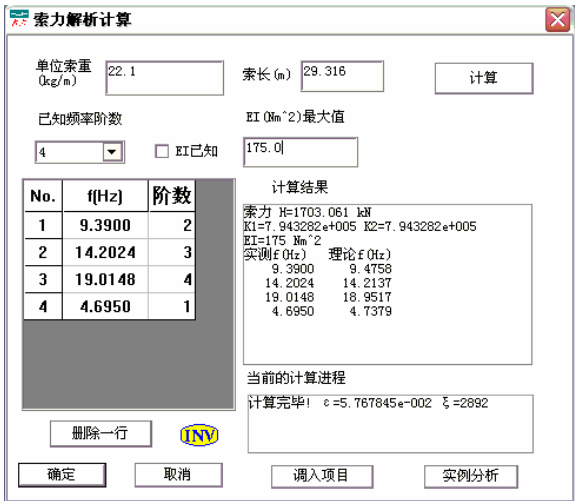 索力解析计算
单位索重
(kg/m)
22.1
索长(m)
29.316
计算
已知频率阶数
EI(Nm^2)最大值
4
EI已知
175.0
No. f(Hz) 阶数
1 9.3900 2
2 14.2024 3
3 19.0148 4
4 4.6950 1
计算结果
索力 H=1703.061 kN
K1=7.943282e+005 K2=7.943282e+005
EI=175 Nm^2
实测f(Hz) 理论f(Hz)
9.3900 9.4758
14.2024 14.2137
19.0148 18.9517
4.6950 4.7379
当前的计算进程
计算完毕! ε=5.767845e-002 ξ=2892
删除一行
INV
确定
取消
调入项目
实例分析